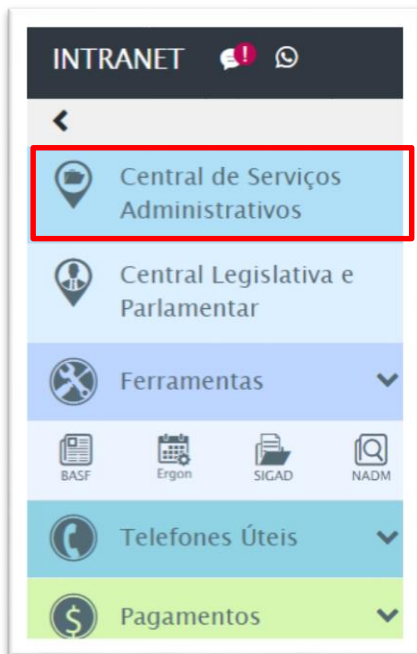 INTRANET
Central de Serviços
Administrativos
Central Legislativa e
Parlamentar
Ferramentas
BASF Ergon SIGAD NADM
Telefones Úteis
Pagamentos